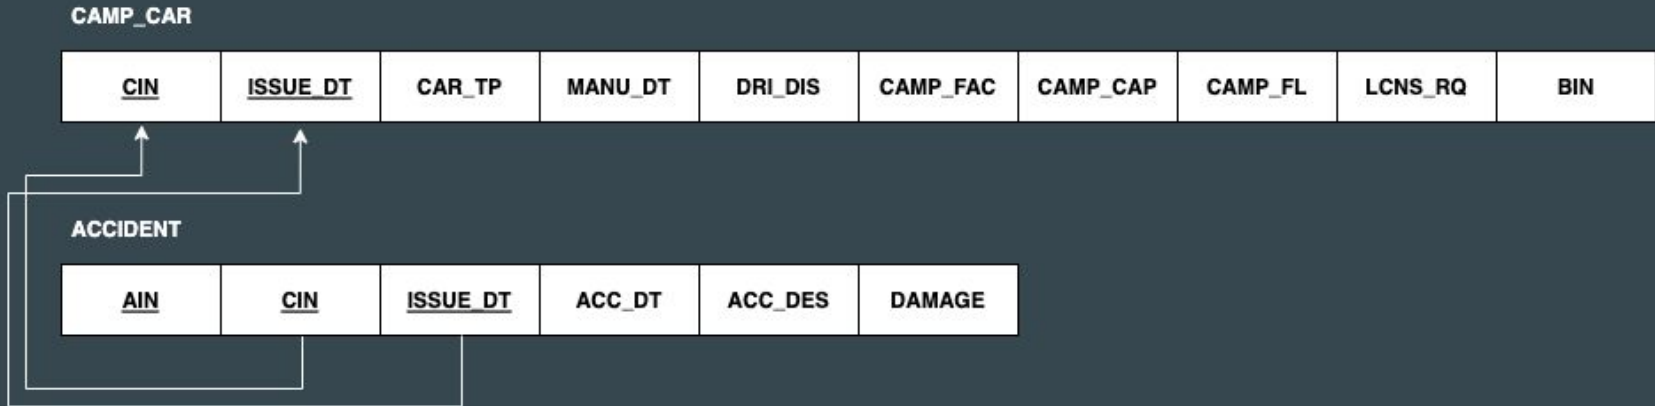 CAMP_CAR
CIN ISSUE_DT CAR_TP MANU_DT DRI_DIS CAMP_FAC CAMP_CAP CAMP_FL LCNS_RQ BIN
ACCIDENT
AIN CIN ISSUE_DT ACC_DT ACC_DES DAMAGE